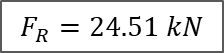 F_R = 24.51 kN